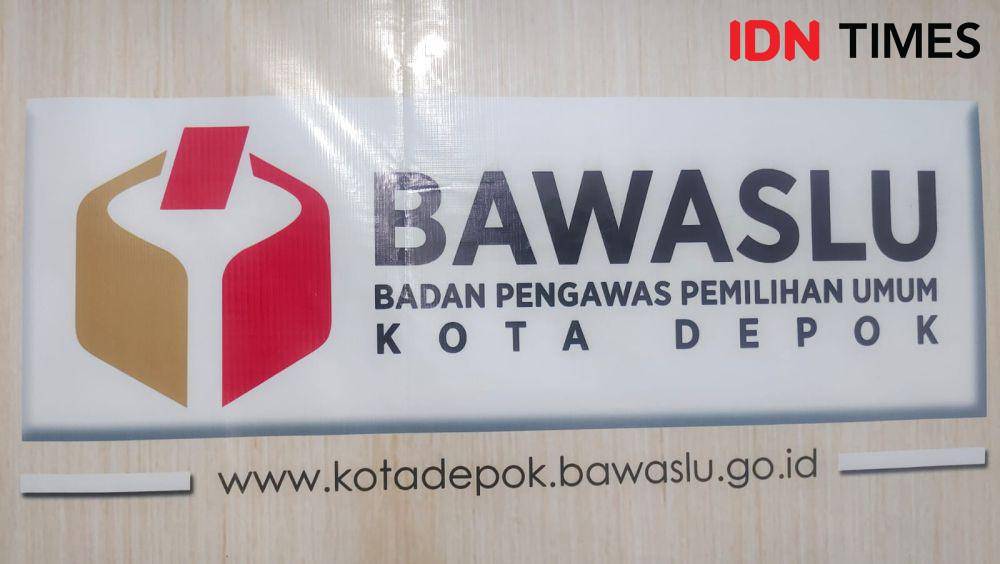 IDN TIMES
BAWASLU
BADAN PENGAWAS PEMILIHAN UMUM
KOTA DEPOK
www.kotadepok.bawaslu.go.id